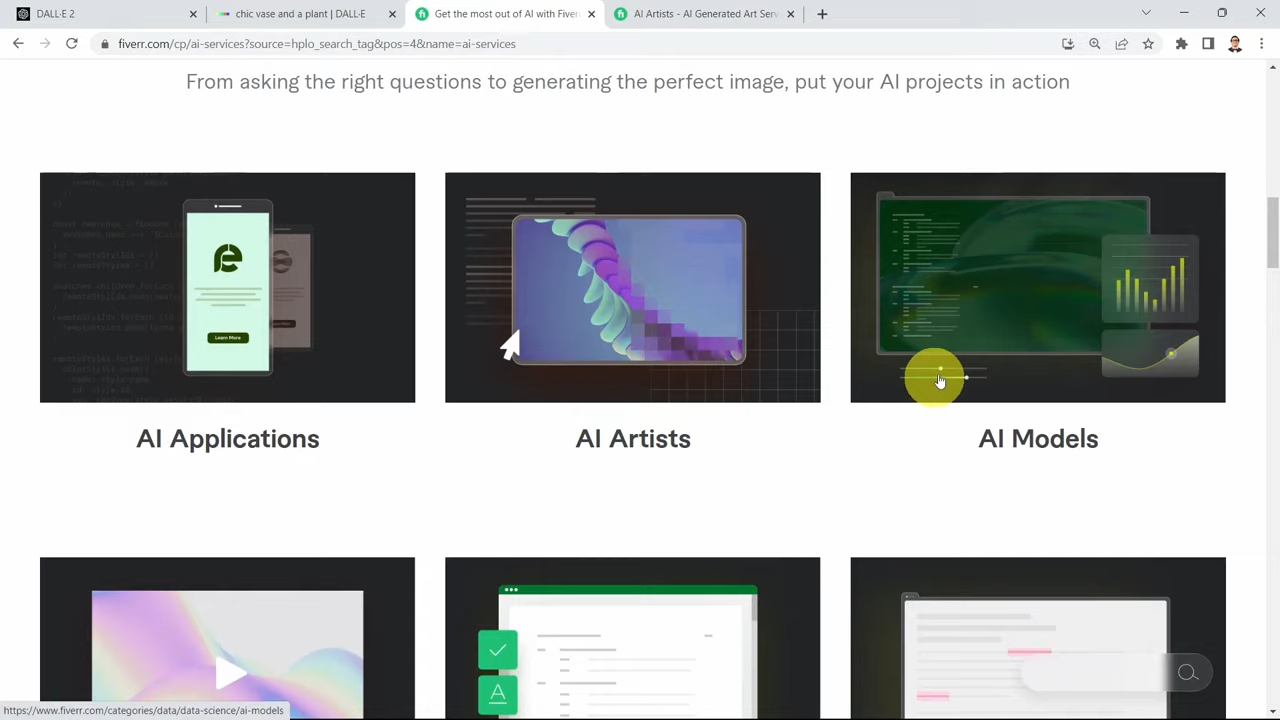 DALL·E 2
chic vase and a plant | DALL·E
Get the most out of AI with Fiverr
AI Artists - AI Generated Art Serv
fiverr.com/cp/ai-services?source=hplo_search_tag&pos=4&name=ai-services
From asking the right questions to generating the perfect image, put your AI projects in action
Learn More
AI Applications
AI Artists
AI Models
A
https://www.fiverr.com/categories/data/data-science/ai-models